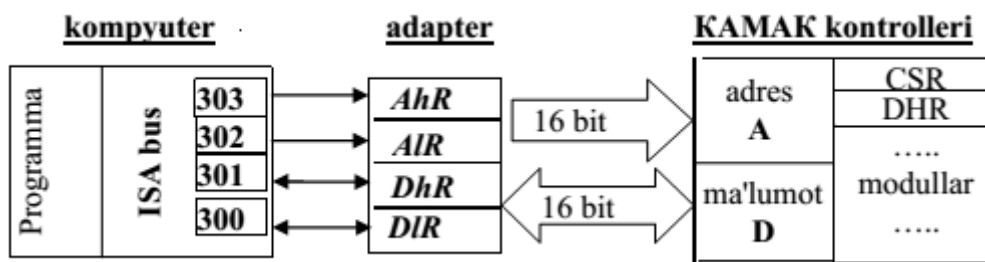 kompyuter
adapter
КАМАК kontrolleri
Programma
ISA bus
303
302
301
300
AhR
AlR
DhR
DlR
16 bit
16 bit
adres
A
ma'lumot
D
CSR
DHR
…..
modullar
…..